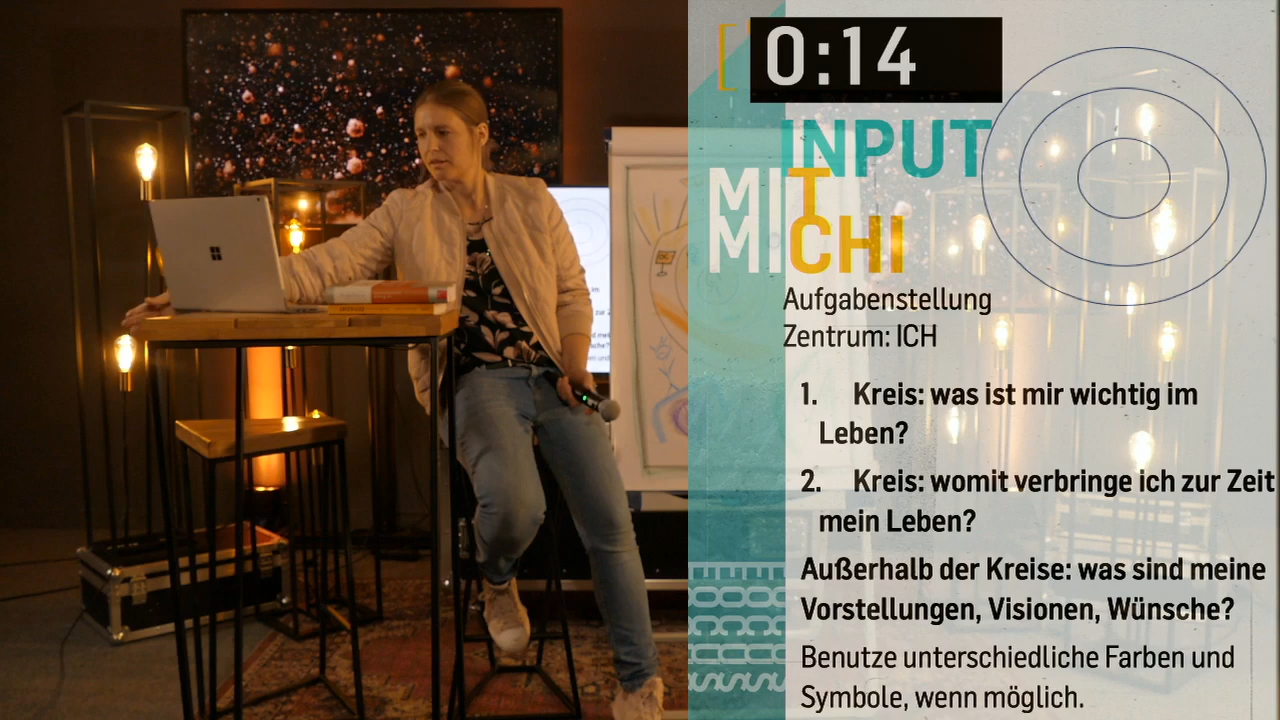 0:14
INPUT
MIT
MICHI
Aufgabenstellung
Zentrum: ICH
1. Kreis: was ist mir wichtig im
Leben?
2. Kreis: womit verbringe ich zur Zeit
mein Leben?
Außerhalb der Kreise: was sind meine
Vorstellungen, Visionen, Wünsche?
Benutze unterschiedliche Farben und
Symbole, wenn möglich.